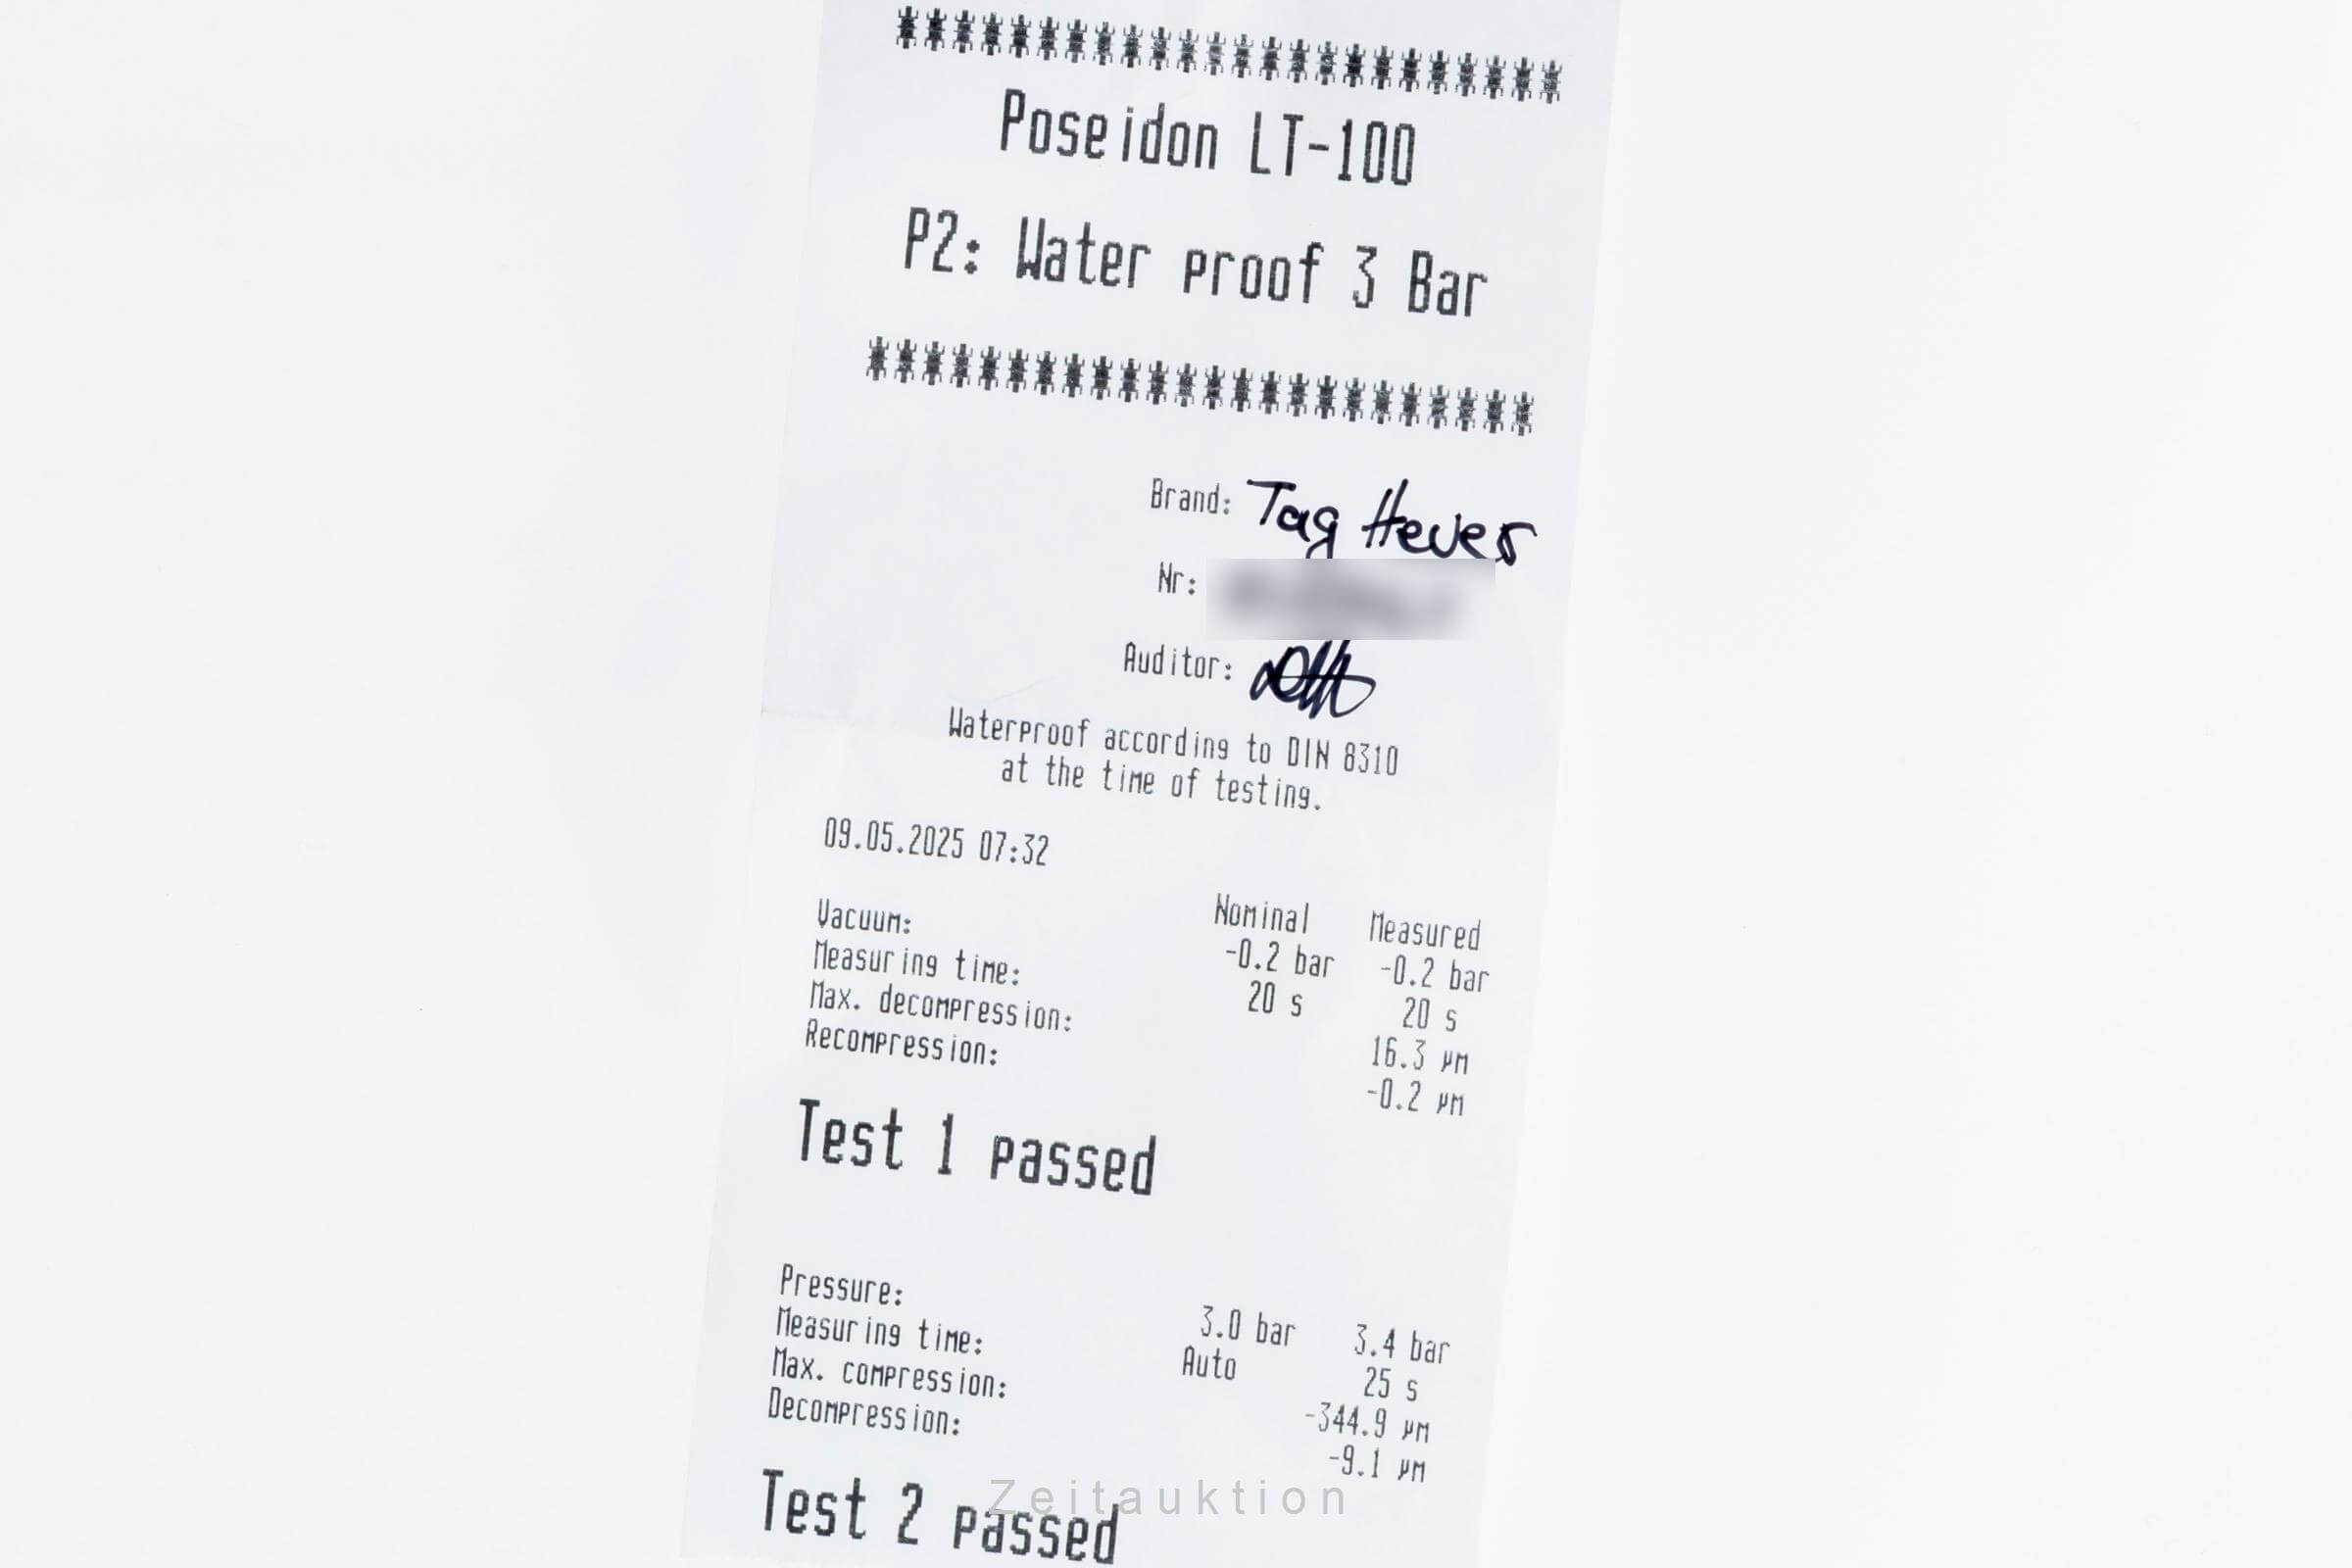 Poseidon LT-100
P2: Water proof 3 Bar
Brand: Tag Heuer
Nr:
Auditor:
Waterproof according to DIN 8310
at the time of testing.
09.05.2025 07:32
Nominal Measured
Vacuum: -0.2 bar -0.2 bar
Measuring time: 20 s 20 s
Max. decompression: 16.3 µm
Recompression: -0.2 µm
Test 1 passed
Pressure: 3.0 bar 3.4 bar
Measuring time: Auto 25 s
Max. compression: -344.9 µm
Decompression: -9.1 µm
Test 2 passed
Zeitauktion